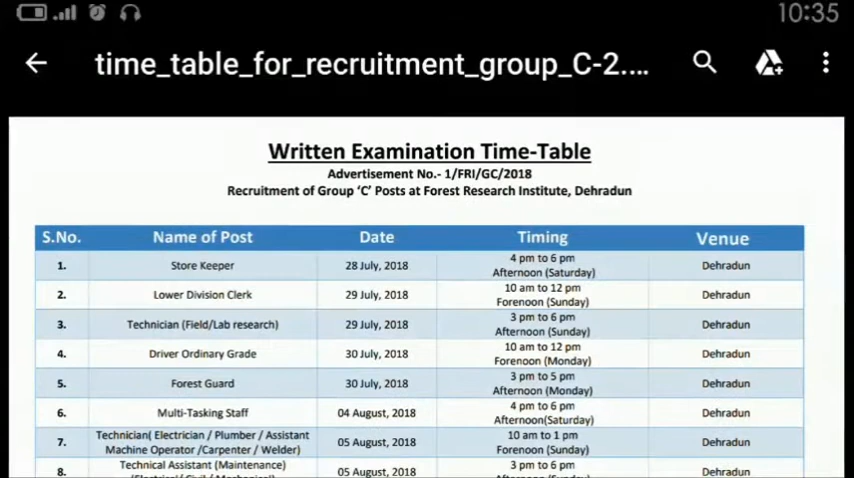 10:35
time_table_for_recruitment_group_C-2....
Written Examination Time-Table
Advertisement No.- 1/FRI/GC/2018
Recruitment of Group 'C' Posts at Forest Research Institute, Dehradun
S.No. Name of Post Date Timing Venue
1. Store Keeper 28 July, 2018 4 pm to 6 pm Afternoon (Saturday) Dehradun
2. Lower Division Clerk 29 July, 2018 10 am to 12 pm Forenoon (Sunday) Dehradun
3. Technician (Field/Lab research) 29 July, 2018 3 pm to 6 pm Afternoon (Sunday) Dehradun
4. Driver Ordinary Grade 30 July, 2018 10 am to 12 pm Forenoon (Monday) Dehradun
5. Forest Guard 30 July, 2018 3 pm to 5 pm Afternoon (Monday) Dehradun
6. Multi-Tasking Staff 04 August, 2018 4 pm to 6 pm Afternoon(Saturday) Dehradun
7. Technician( Electrician / Plumber / Assistant Machine Operator /Carpenter / Welder) 05 August, 2018 10 am to 1 pm Forenoon (Sunday) Dehradun
8. Technical Assistant (Maintenance) 05 August, 2018 3 pm to 6 pm Dehradun